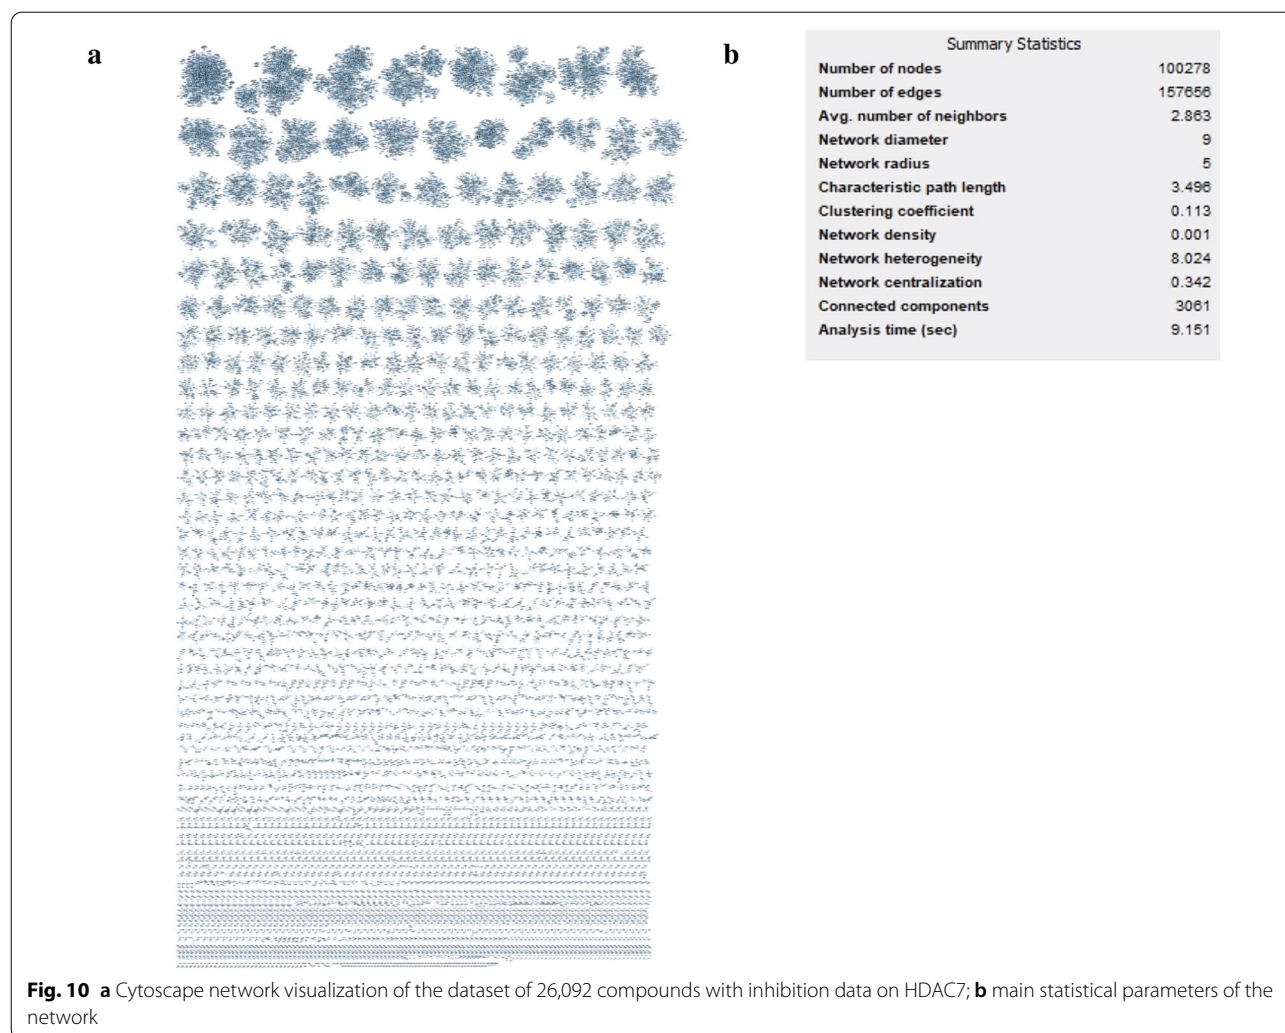 a
b
Summary Statistics
Number of nodes 100278
Number of edges 157656
Avg. number of neighbors 2.863
Network diameter 9
Network radius 5
Characteristic path length 3.496
Clustering coefficient 0.113
Network density 0.001
Network heterogeneity 8.024
Network centralization 0.342
Connected components 3061
Analysis time (sec) 9.151
Fig. 10 a Cytoscape network visualization of the dataset of 26,092 compounds with inhibition data on HDAC7; b main statistical parameters of the
network